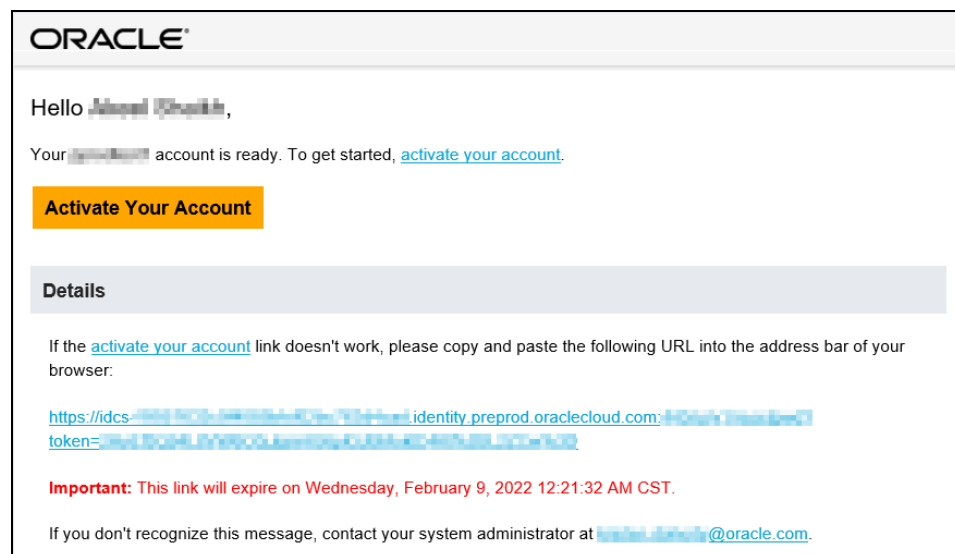 ORACLE
Hello ,
Your account is ready. To get started, activate your account.
Activate Your Account
Details
If the activate your account link doesn't work, please copy and paste the following URL into the address bar of your
browser:
https://idcs- .identity.preprod.oraclecloud.com:
token=
Important: This link will expire on Wednesday, February 9, 2022 12:21:32 AM CST.
If you don't recognize this message, contact your system administrator at @oracle.com.